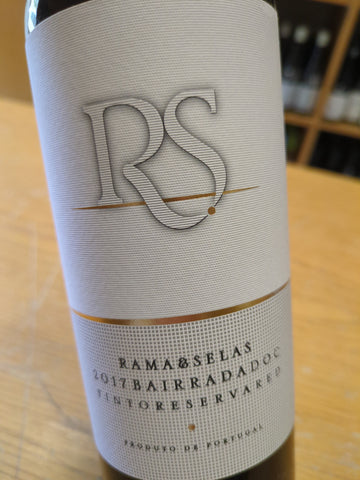 RS
RAMA&SELAS
2017BAIRRADADOC
TINTORESERVARED
PRODUTO DE PORTUGAL